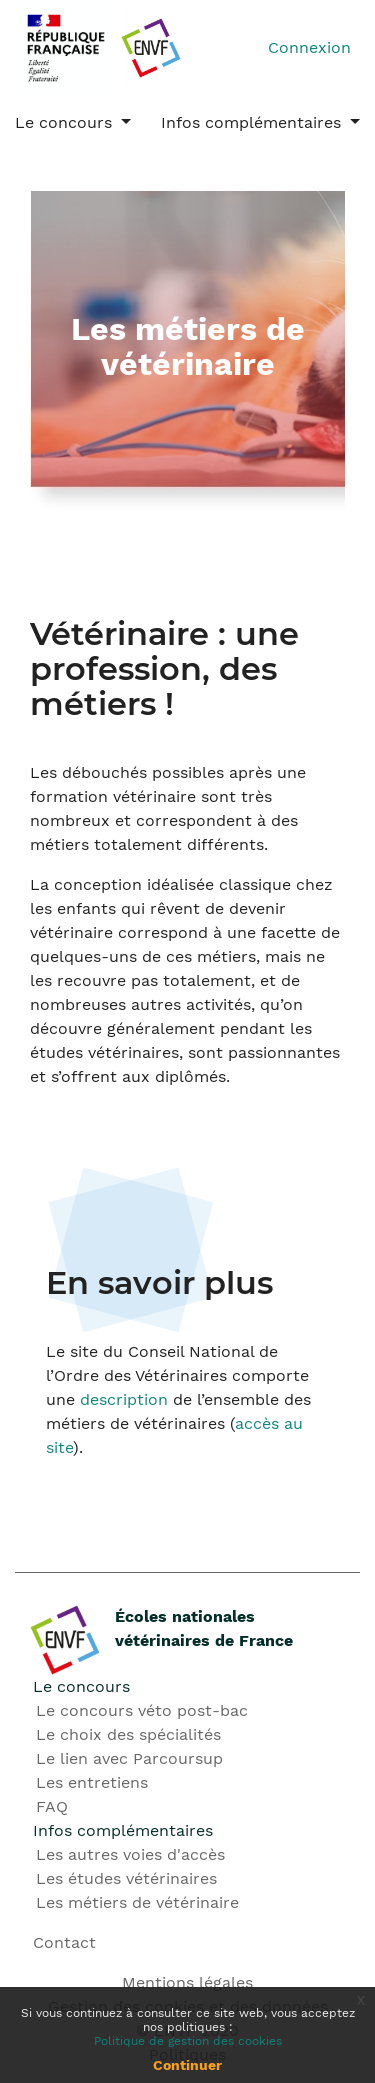 RÉPUBLIQUE
FRANÇAISE
Liberté
Égalité
Fraternité
ENVF
Connexion
Le concours
Infos complémentaires
Les métiers de
vétérinaire
Vétérinaire : une
profession, des
métiers !
Les débouchés possibles après une
formation vétérinaire sont très
nombreux et correspondent à des
métiers totalement différents.
La conception idéalisée classique chez
les enfants qui rêvent de devenir
vétérinaire correspond à une facette de
quelques-uns de ces métiers, mais ne
les recouvre pas totalement, et de
nombreuses autres activités, qu’on
découvre généralement pendant les
études vétérinaires, sont passionnantes
et s’offrent aux diplômés.
En savoir plus
Le site du Conseil National de
l’Ordre des Vétérinaires comporte
une description de l’ensemble des
métiers de vétérinaires (accès au
site).
ENVF
Écoles nationales
vétérinaires de France
Le concours
Le concours véto post-bac
Le choix des spécialités
Le lien avec Parcoursup
Les entretiens
FAQ
Infos complémentaires
Les autres voies d'accès
Les études vétérinaires
Les métiers de vétérinaire
Contact
Mentions légales
Gestion des cookies et des données
x
Si vous continuez à consulter ce site web, vous acceptez
nos politiques :
Politique de gestion des cookies
Politiques
Continuer